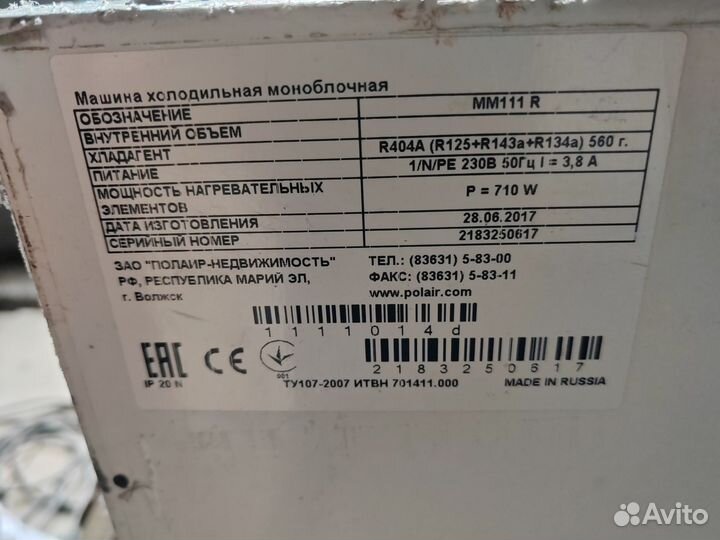 Машина холодильная моноблочная
ОБОЗНАЧЕНИЕ MM111 R
ВНУТРЕННИЙ ОБЪЕМ
ХЛАДАГЕНТ R404A (R125+R143a+R134a) 560 г.
ПИТАНИЕ 1/N/PE 230В 50Гц I = 3,8 А
МОЩНОСТЬ НАГРЕВАТЕЛЬНЫХ ЭЛЕМЕНТОВ P = 710 W
ДАТА ИЗГОТОВЛЕНИЯ 28.06.2017
СЕРИЙНЫЙ НОМЕР 2183250617
ЗАО "ПОЛАИР-НЕДВИЖИМОСТЬ" ТЕЛ.: (83631) 5-83-00
РФ, РЕСПУБЛИКА МАРИЙ ЭЛ, ФАКС: (83631) 5-83-11
г. Волжск www.polair.com
1111014d
EAC CE 001
2183250617
IP 20 N ТУ107-2007 ИТВН 701411.000 MADE IN RUSSIA
Avito